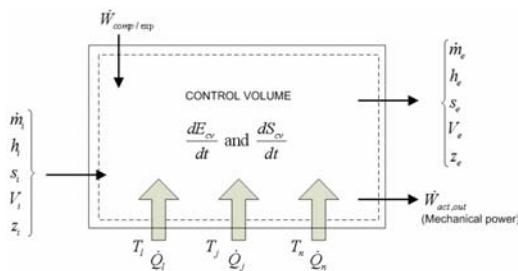 Ẇcomp/exp
CONTROL VOLUME
dEcv/dt and dScv/dt
ṁi
hi
si
Vi
zi
ṁe
he
se
Ve
ze
Ẇact,out
(Mechanical power)
Tl Q̇l
Tj Q̇j
Tn Q̇n